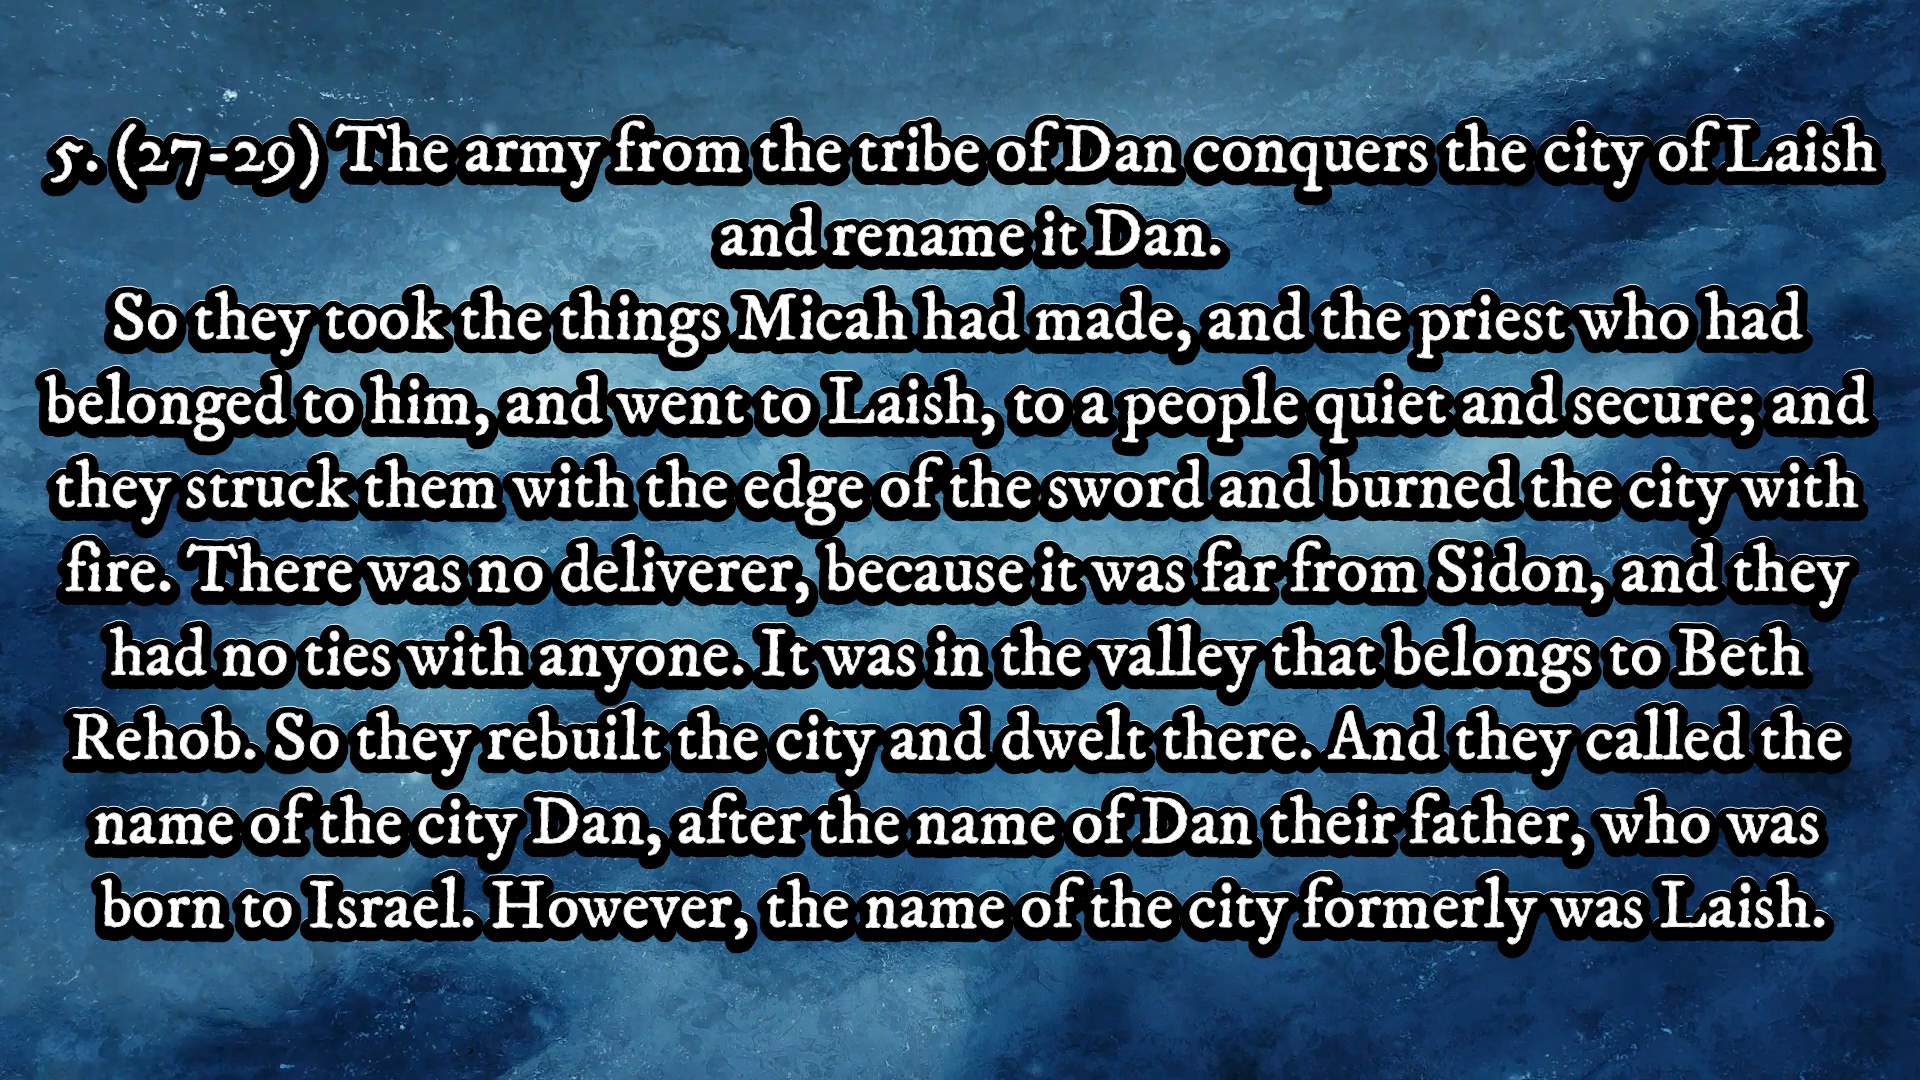 5. (27-29) The army from the tribe of Dan conquers the city of Laish
and rename it Dan.
So they took the things Micah had made, and the priest who had
belonged to him, and went to Laish, to a people quiet and secure; and
they struck them with the edge of the sword and burned the city with
fire. There was no deliverer, because it was far from Sidon, and they
had no ties with anyone. It was in the valley that belongs to Beth
Rehob. So they rebuilt the city and dwelt there. And they called the
name of the city Dan, after the name of Dan their father, who was
born to Israel. However, the name of the city formerly was Laish.